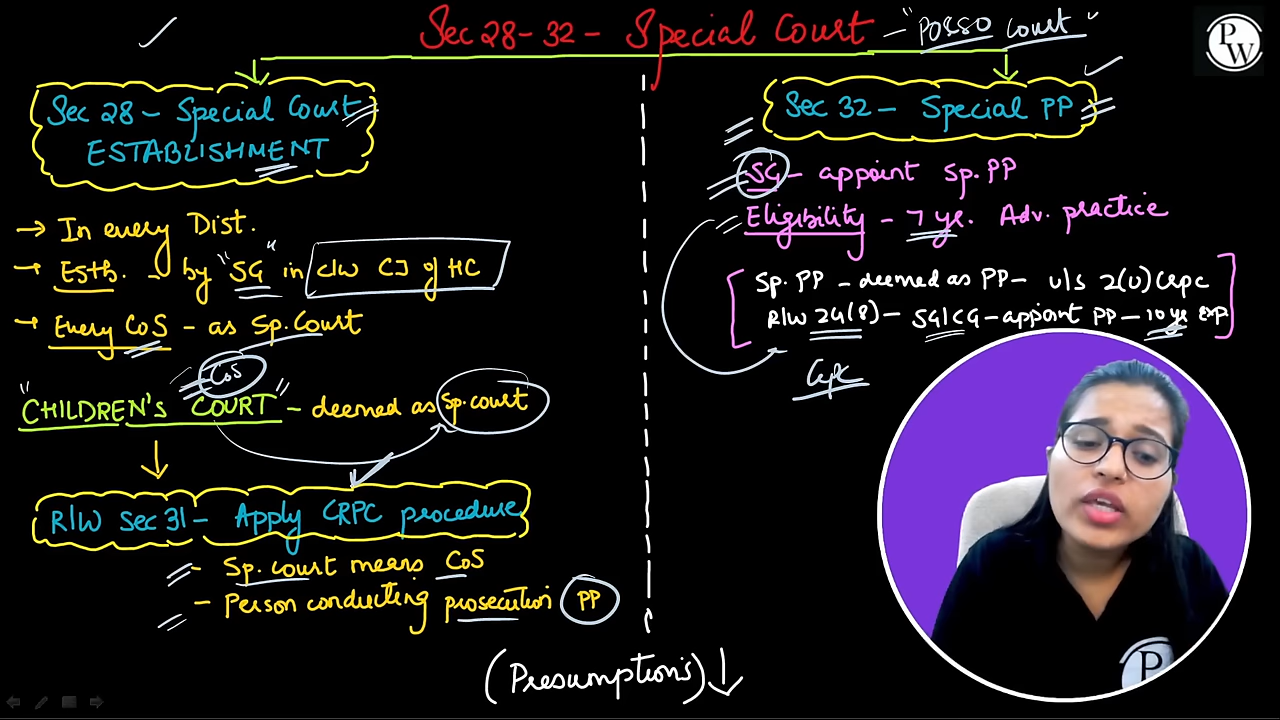 Sec 28-32 - Special Court - "POSSO Court"
PW
Sec 28 - Special Court
ESTABLISHMENT
→ In every Dist.
→ Estb. - by "SG" in c/w CJ of HC
→ Every CoS - as Sp. Court
CoS
"CHILDREN'S COURT" - deemed as Sp. court
R/W Sec 31 - Apply CRPC procedure
- Sp. court means CoS
- Person conducting prosecution PP
Sec 32 - Special PP
SG - appoint Sp. PP
Eligibility - 7 yr. Adv. practice
Sp. PP - deemed as PP - u/s 2(u) Crpc
R/W 24(8) - SG/CG - appoint PP - 10 yr exp
Crpc
(Presumptions) ↓
P